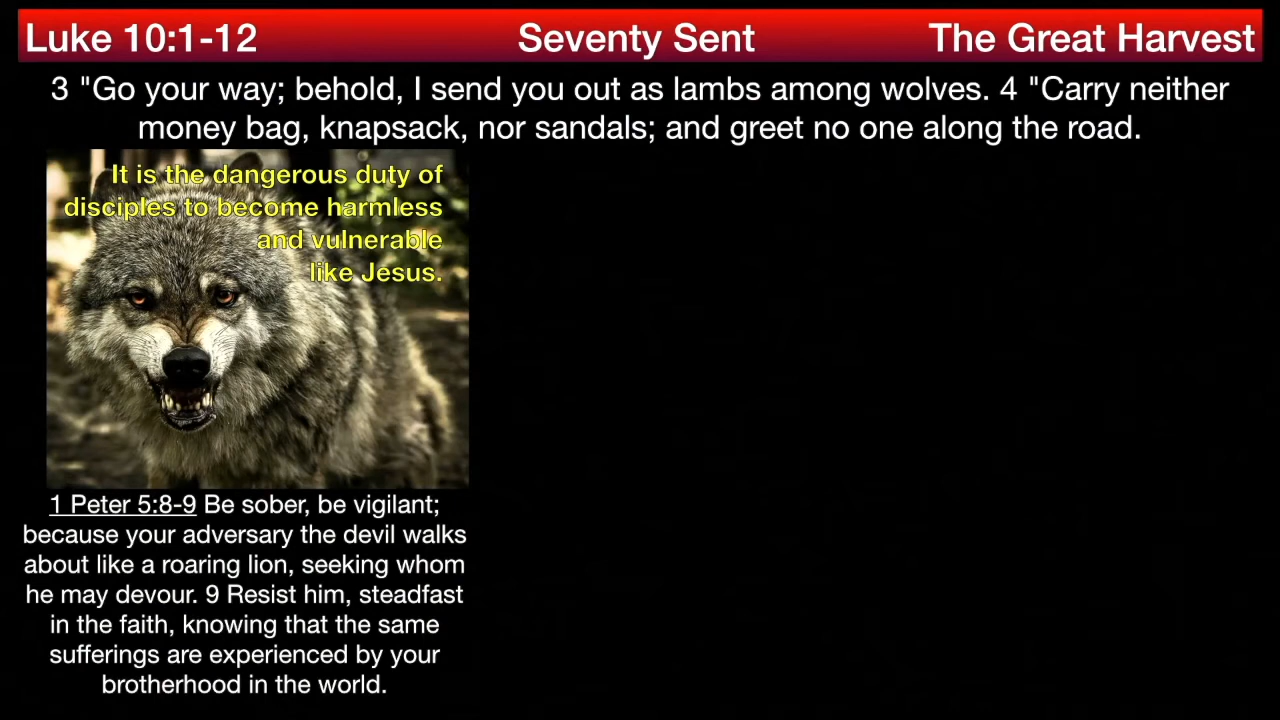 Luke 10:1-12 Seventy Sent The Great Harvest
3 "Go your way; behold, I send you out as lambs among wolves. 4 "Carry neither
money bag, knapsack, nor sandals; and greet no one along the road.
It is the dangerous duty of
disciples to become harmless
and vulnerable
like Jesus.
1 Peter 5:8-9 Be sober, be vigilant;
because your adversary the devil walks
about like a roaring lion, seeking whom
he may devour. 9 Resist him, steadfast
in the faith, knowing that the same
sufferings are experienced by your
brotherhood in the world.